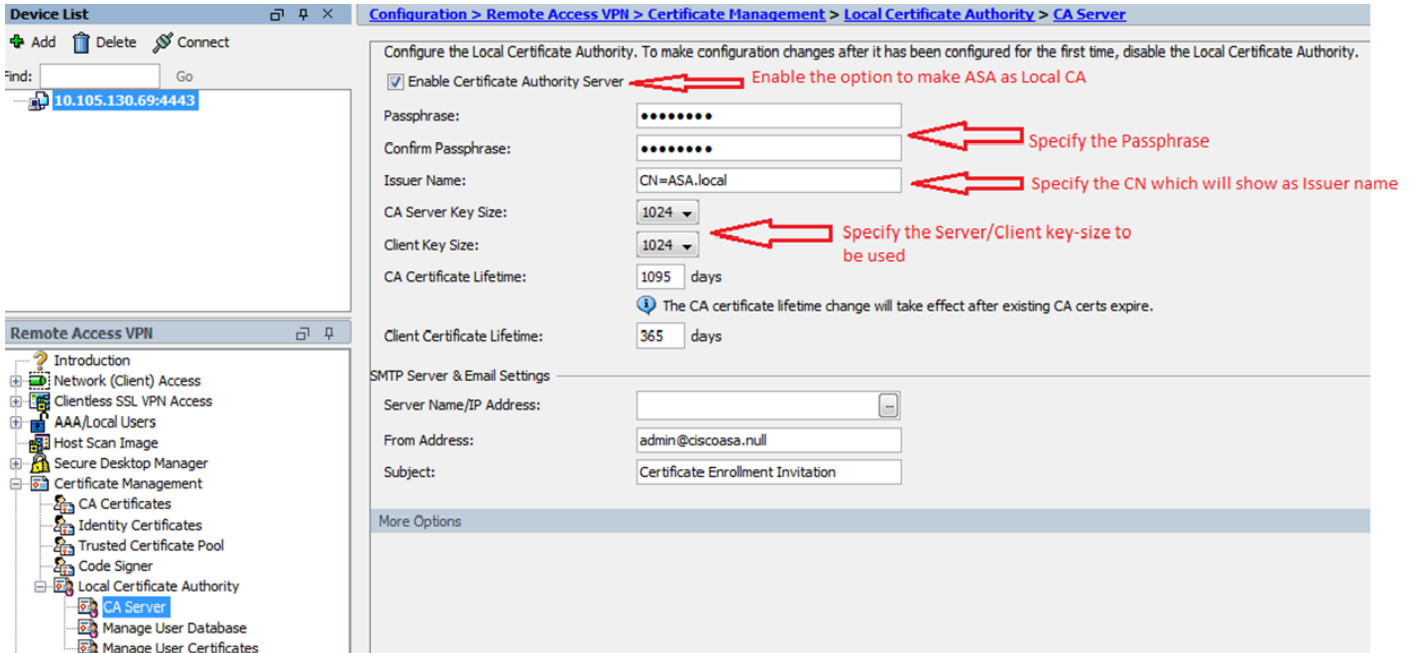 Device List
Add Delete Connect
Find: Go
10.105.130.69:4443
Remote Access VPN
Introduction
Network (Client) Access
Clientless SSL VPN Access
AAA/Local Users
Host Scan Image
Secure Desktop Manager
Certificate Management
CA Certificates
Identity Certificates
Trusted Certificate Pool
Code Signer
Local Certificate Authority
CA Server
Manage User Database
Manage User Certificates
Configuration > Remote Access VPN > Certificate Management > Local Certificate Authority > CA Server
Configure the Local Certificate Authority. To make configuration changes after it has been configured for the first time, disable the Local Certificate Authority.
Enable Certificate Authority Server
Enable the option to make ASA as Local CA
Passphrase: ••••••••
Confirm Passphrase: ••••••••
Specify the Passphrase
Issuer Name: CN=ASA.local
Specify the CN which will show as Issuer name
CA Server Key Size: 1024
Client Key Size: 1024
Specify the Server/Client key-size to
be used
CA Certificate Lifetime: 1095 days
The CA certificate lifetime change will take effect after existing CA certs expire.
Client Certificate Lifetime: 365 days
SMTP Server & Email Settings
Server Name/IP Address: ...
From Address: admin@ciscoasa.null
Subject: Certificate Enrollment Invitation
More Options